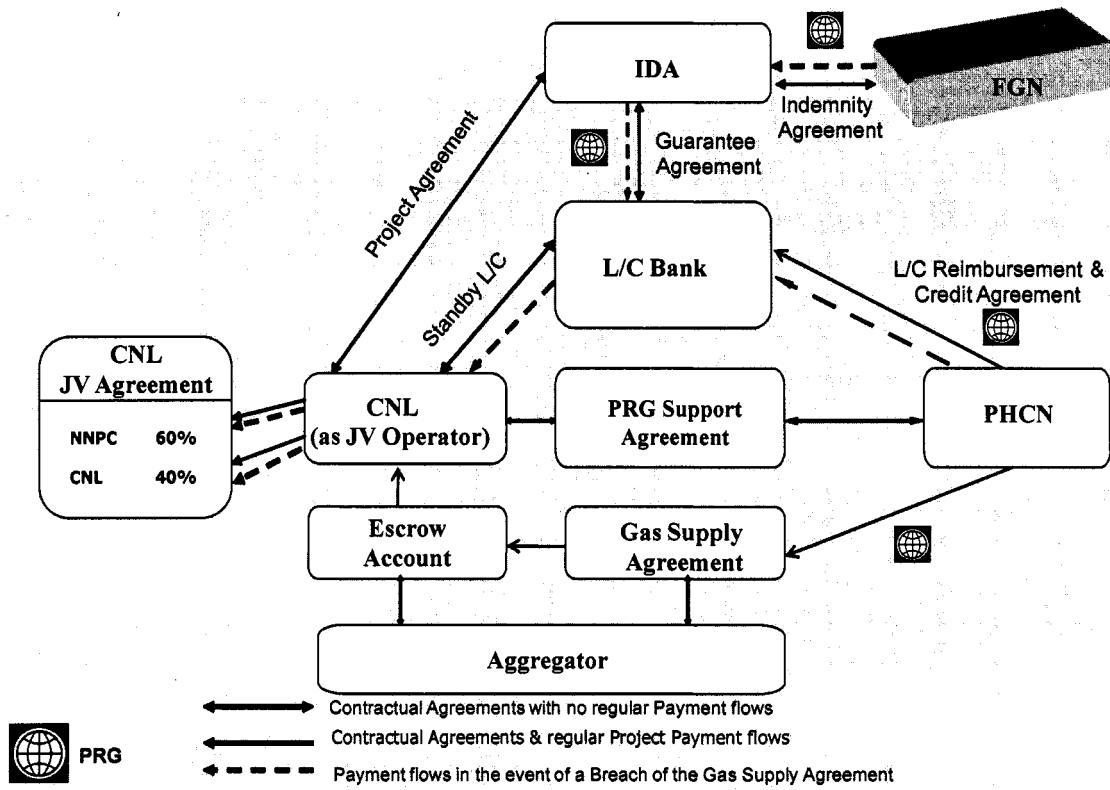 IDA
FGN
Indemnity
Agreement
Guarantee
Agreement
Project Agreement
L/C Bank
Standby L/C
L/C Reimbursement &
Credit Agreement
CNL
JV Agreement
NNPC 60%
CNL 40%
CNL
(as JV Operator)
PRG Support
Agreement
PHCN
Escrow
Account
Gas Supply
Agreement
Aggregator
Contractual Agreements with no regular Payment flows
Contractual Agreements & regular Project Payment flows
PRG
Payment flows in the event of a Breach of the Gas Supply Agreement